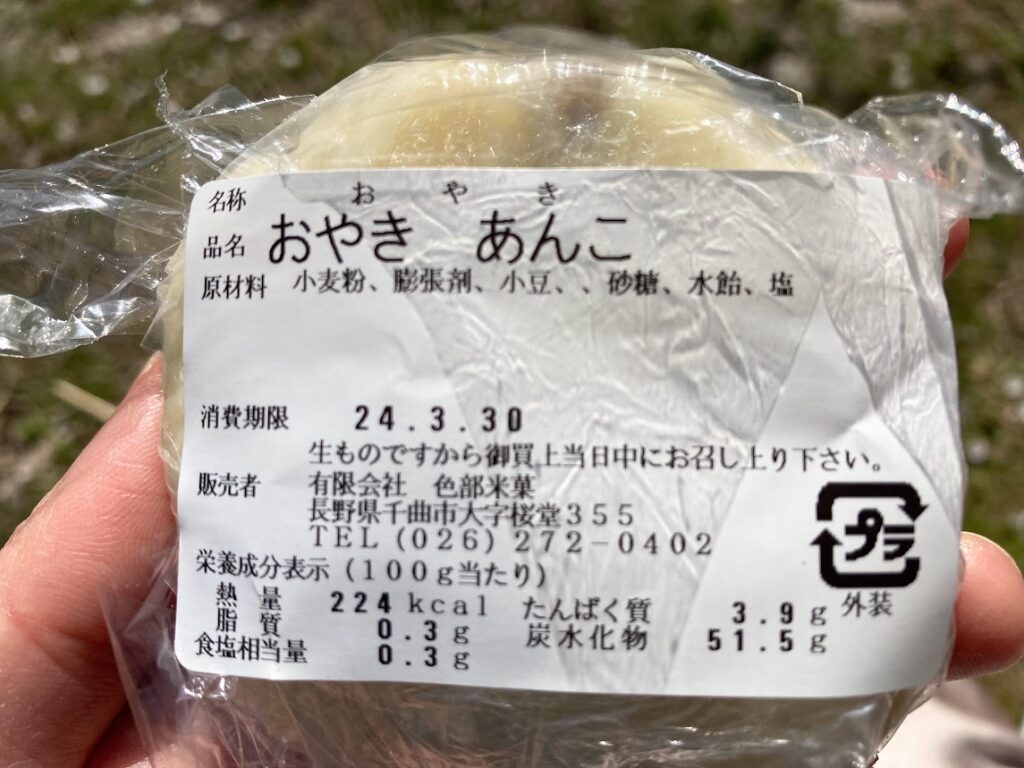 名称 おやき
品名 おやき あんこ
原材料 小麦粉、膨張剤、小豆、、砂糖、水飴、塩
消費期限 24.3.30
生ものですから御買上当日中にお召し上り下さい。
販売者 有限会社 色部米菓
長野県千曲市大字桜堂355
TEL(026)272-0402
栄養成分表示(100g当たり)
熱量 224kcal たんぱく質 3.9g
脂質 0.3g 炭水化物 51.5g
食塩相当量 0.3g
プラ
外装